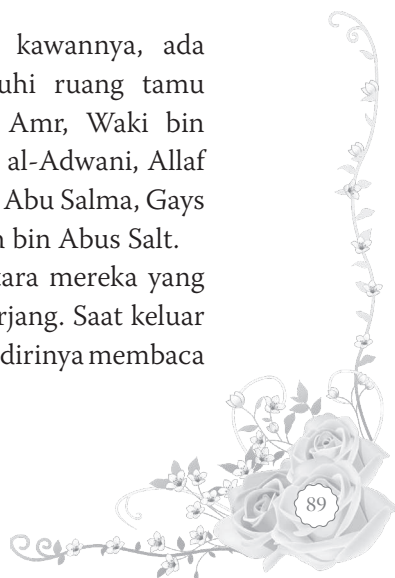 kawannya, ada
uhi ruang tamu
Amr, Waki bin
al-Adwani, Allaf
Abu Salma, Gays
n bin Abus Salt.
tara mereka yang
rjang. Saat keluar
dirinya membaca
89